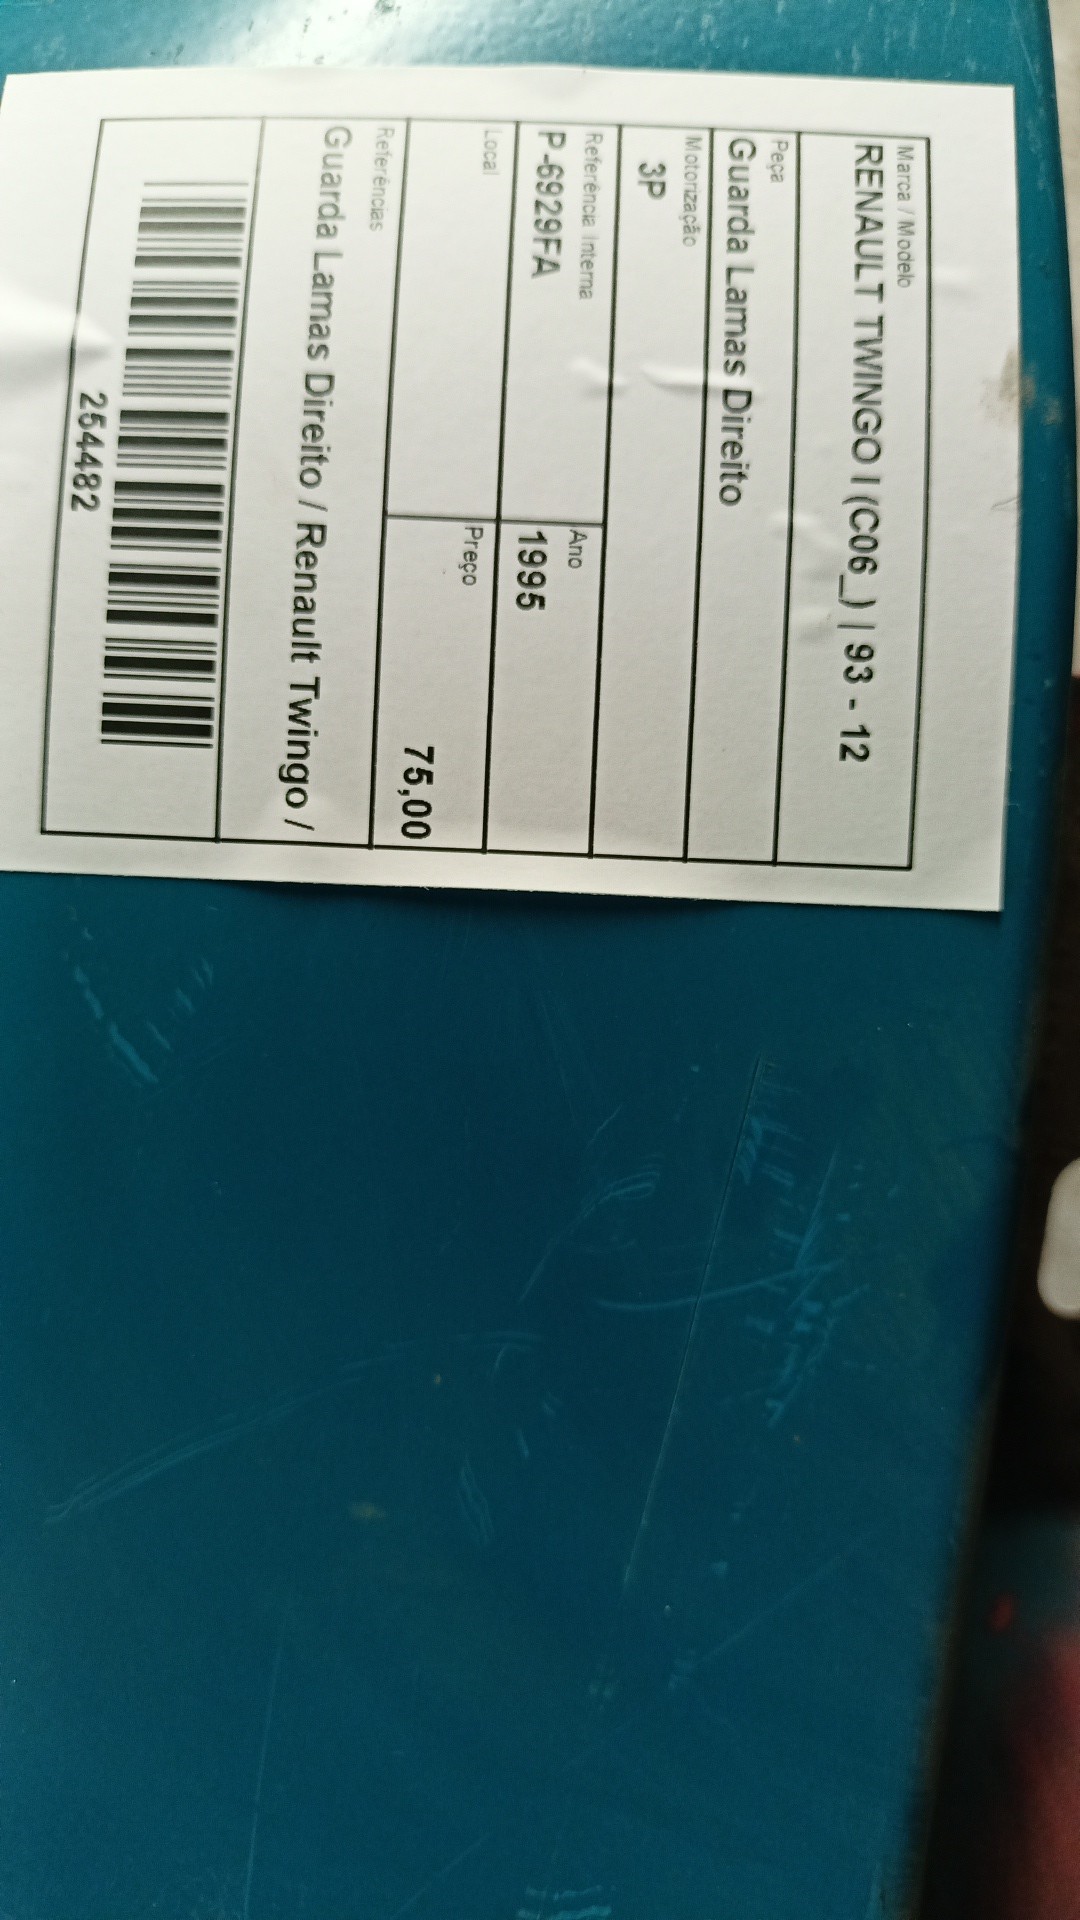 Marca / Modelo
RENAULT TWINGO I (C06_) | 93 - 12
Peça
Guarda Lamas Direito
Motorização
3P
Referência Interna
P-6929FA
Ano
1995
Local
Preço
75,00
Referências
Guarda Lamas Direito / Renault Twingo /
254482